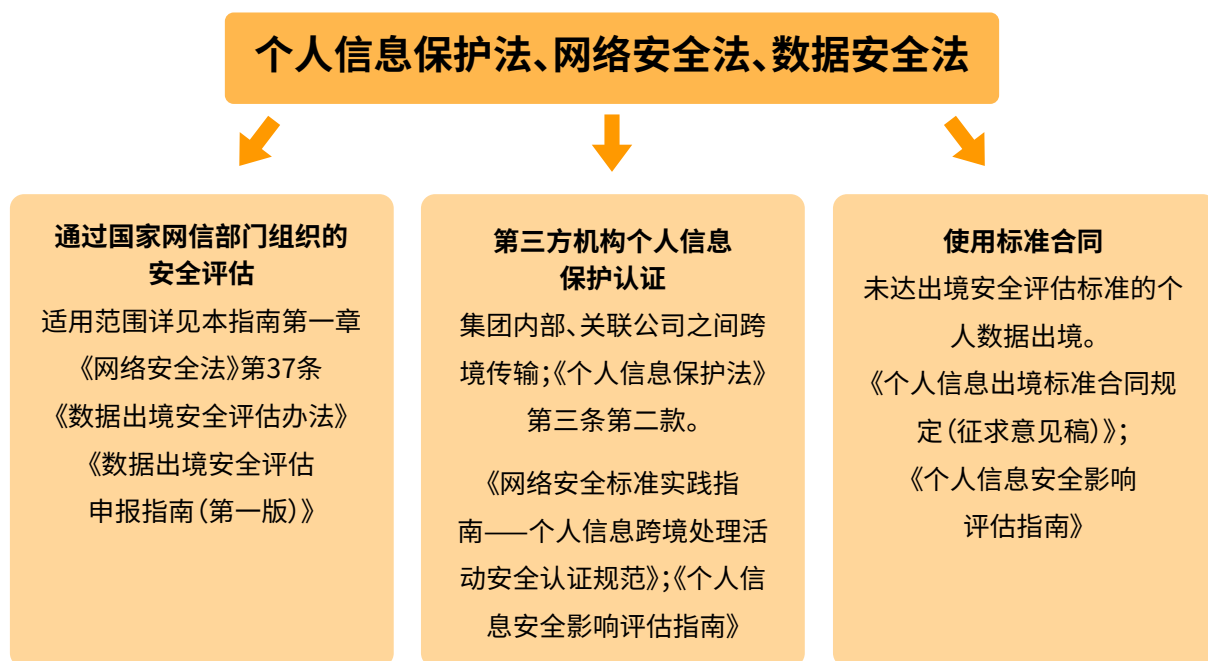 个人信息保护法、网络安全法、数据安全法
通过国家网信部门组织的
安全评估
适用范围详见本指南第一章
《网络安全法》第37条
《数据出境安全评估办法》
《数据出境安全评估
申报指南（第一版）》
第三方机构个人信息
保护认证
集团内部、关联公司之间跨
境传输；《个人信息保护法》
第三条第二款。
《网络安全标准实践指
南——个人信息跨境处理活
动安全认证规范》；《个人信
息安全影响评估指南》
使用标准合同
未达出境安全评估标准的个
人数据出境。
《个人信息出境标准合同规
定（征求意见稿）》；
《个人信息安全影响
评估指南》